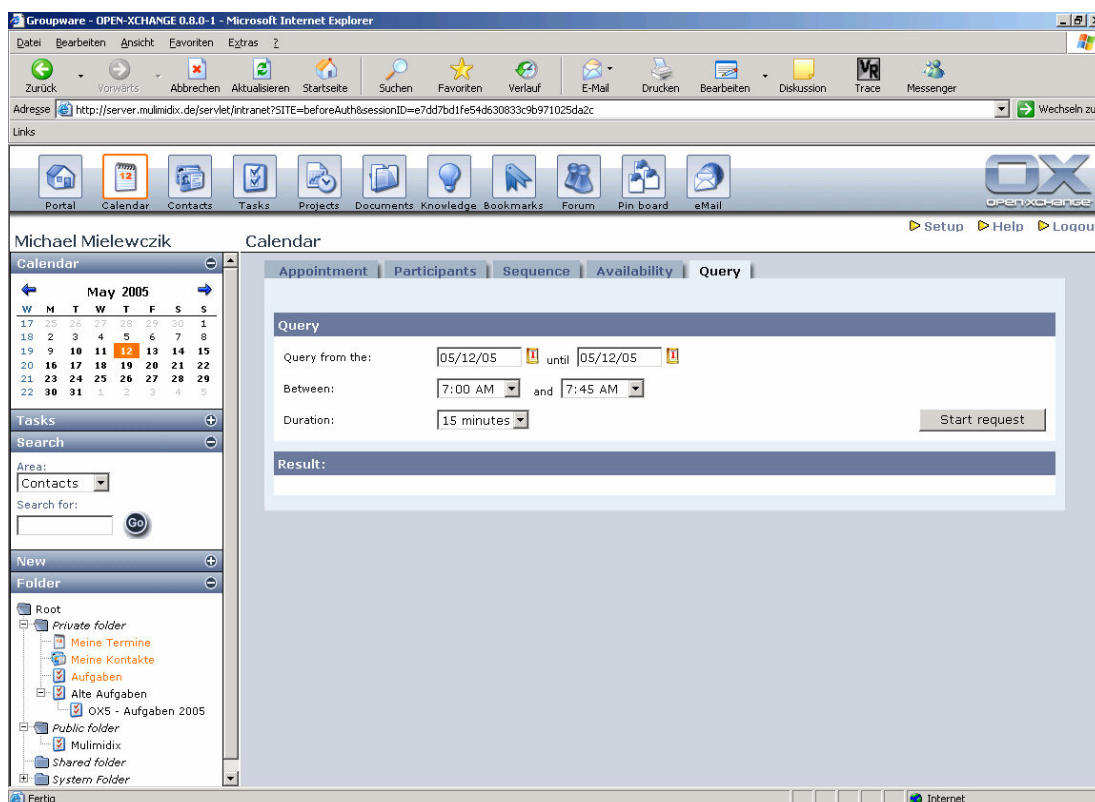 Groupware - OPEN-XCHANGE 0.8.0-1 - Microsoft Internet Explorer
Datei Bearbeiten Ansicht Favoriten Extras ?
Zurück Vorwärts Abbrechen Aktualisieren Startseite Suchen Favoriten Verlauf E-Mail Drucken Bearbeiten Diskussion Trace Messenger
Adresse http://server.mulimidix.de/servlet/intranet?SITE=beforeAuth&sessionID=e7dd7bd1fe54d630833c9b971025da2c Wechseln zu
Links
Portal Calendar Contacts Tasks Projects Documents Knowledge Bookmarks Forum Pin board eMail
OX
OPEN-XCHANGE
Setup Help Logout
Michael Mielewczik
Calendar
Calendar
May 2005
W M T W T F S S
17 25 26 27 28 29 30 1
18 2 3 4 5 6 7 8
19 9 10 11 12 13 14 15
20 16 17 18 19 20 21 22
21 23 24 25 26 27 28 29
22 30 31 1 2 3 4 5
Tasks
Search
Area:
Contacts
Search for:
Go
New
Folder
Root
Private folder
Meine Termine
Meine Kontakte
Aufgaben
Alte Aufgaben
OX5 - Aufgaben 2005
Public folder
Mulimidix
Shared folder
System Folder
Appointment Participants Sequence Availability Query
Query
Query from the: 05/12/05 until 05/12/05
Between: 7:00 AM and 7:45 AM
Duration: 15 minutes Start request
Result:
Fertig Internet